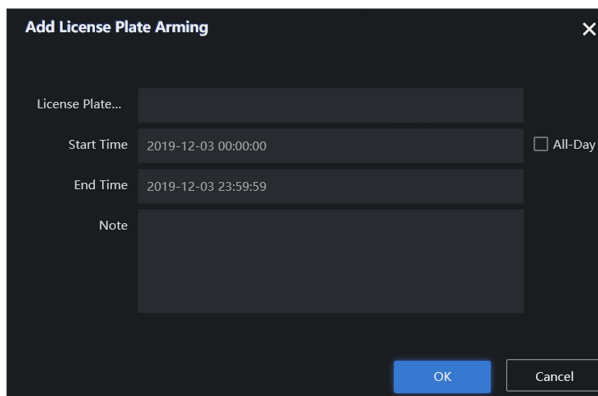 Add License Plate Arming
License Plate...
Start Time 2019-12-03 00:00:00 All-Day
End Time 2019-12-03 23:59:59
Note
OK Cancel